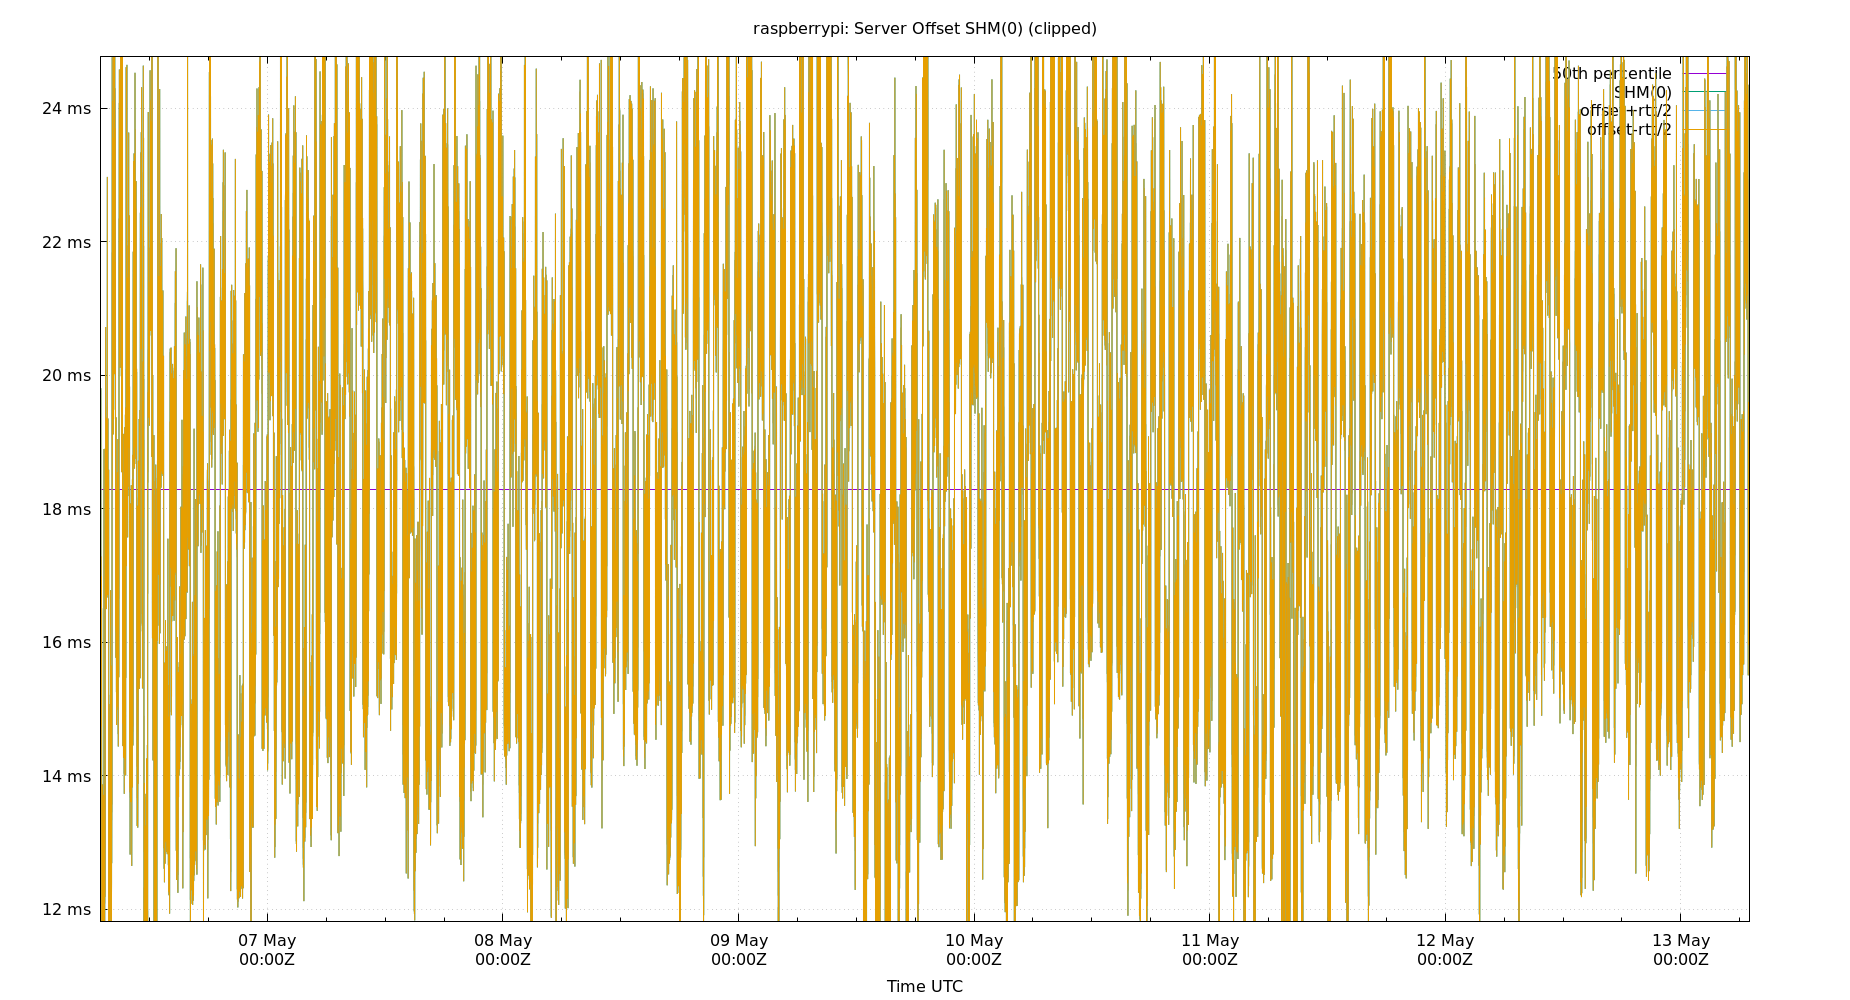 raspberrypi: Server Offset SHM(0) (clipped)
50th percentile
SHM(0)
offset+rtt/2
offset-rtt/2
24 ms
22 ms
20 ms
18 ms
16 ms
14 ms
12 ms
07 May 08 May 09 May 10 May 11 May 12 May 13 May
00:00Z 00:00Z 00:00Z 00:00Z 00:00Z 00:00Z 00:00Z
Time UTC